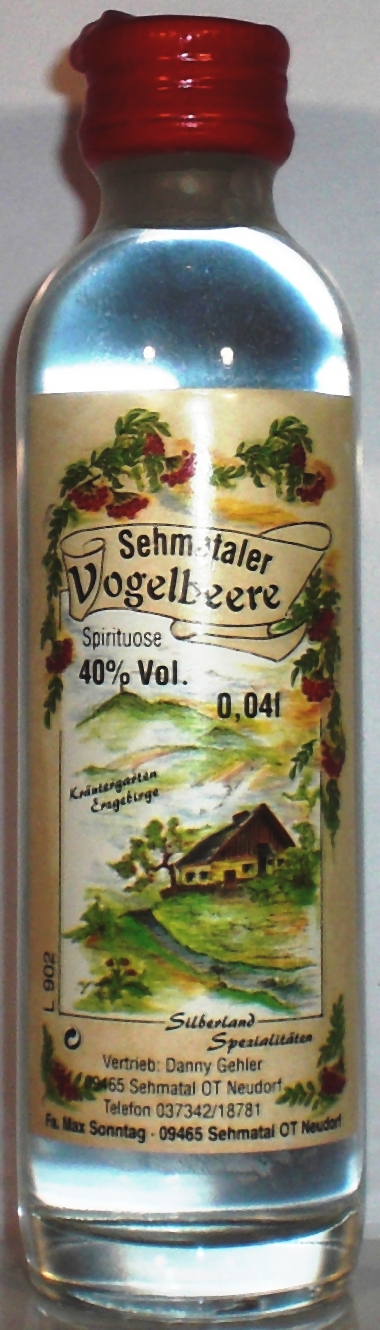 Sehmataler
Vogelbeere
Spirituose
40% Vol.
0,04l
Kräutergarten
Erzgebirge
L 902
Silberland
Spezialitäten
Vertrieb: Danny Gehler
09465 Sehmatal OT Neudorf
Telefon 037342/18781
Fa. Max Sonntag · 09465 Sehmatal OT Neudorf